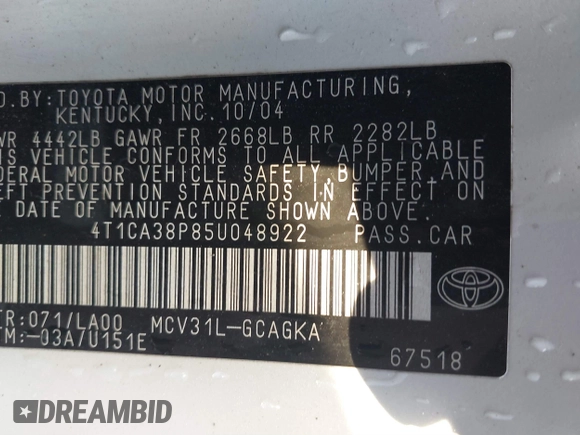 D.BY:TOYOTA MOTOR MANUFACTURING,
KENTUCKY, INC. 10/04
WR 4442LB GAWR FR 2668LB RR 2282LB
IS VEHICLE CONFORMS TO ALL APPLICABLE
DERAL MOTOR VEHICLE SAFETY,BUMPER,AND
EFT PREVENTION STANDARDS IN EFFECT ON
E DATE OF MANUFACTURE SHOWN ABOVE.
4T1CA38P85U048922 PASS.CAR
TR:071/LA00 MCV31L-GCAGKA
TM:-03A/U151E
67518
TOYOTA
DREAMBID